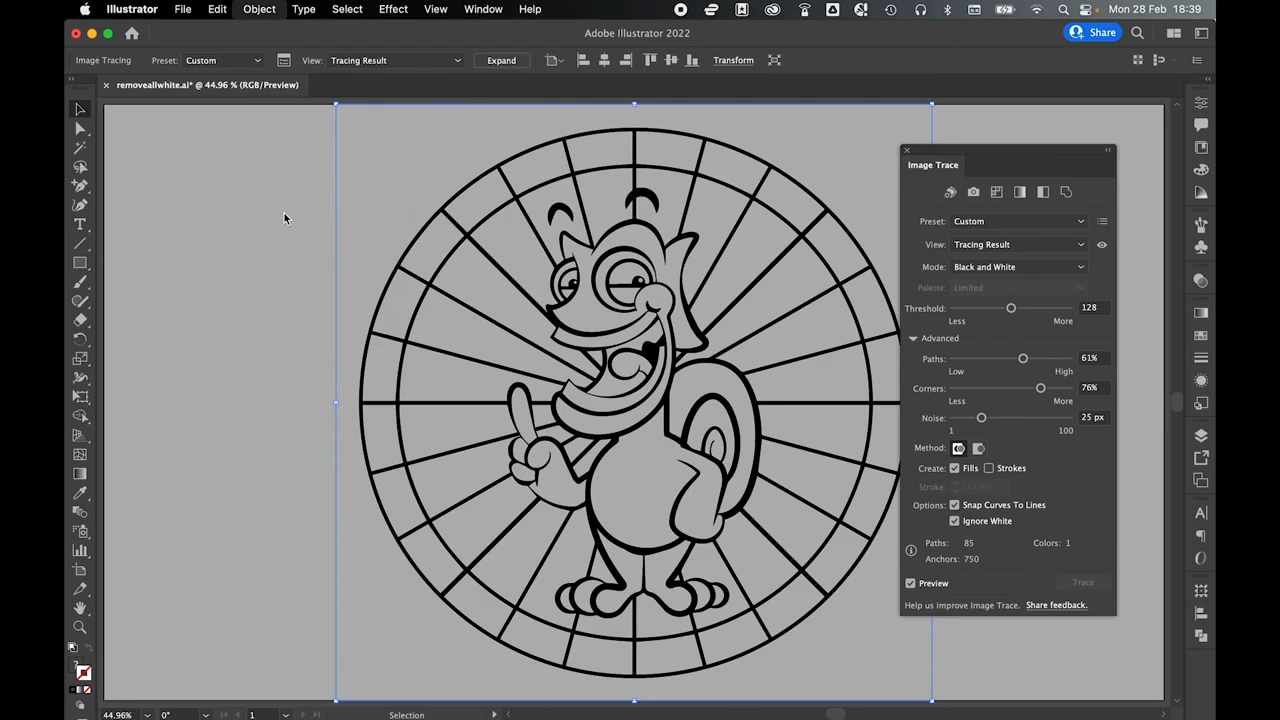 Illustrator File Edit Object Type Select Effect View Window Help Mon 28 Feb 18:39
Adobe Illustrator 2022
Share
Image Tracing Preset: Custom View: Tracing Result Expand Transform
× removeallwhite.ai* @ 44.96 % (RGB/Preview)
Image Trace
Preset: Custom
View: Tracing Result
Mode: Black and White
Palette: Limited
Threshold: 128
Less More
Advanced
Paths: 61%
Low High
Corners: 76%
Less More
Noise: 25 px
1 100
Method:
Create: Fills Strokes
Stroke:
Options: Snap Curves To Lines
Ignore White
Paths: 85 Colors: 1
Anchors: 750
Preview Trace
Help us improve Image Trace. Share feedback.
44.96% 0° 1 Selection